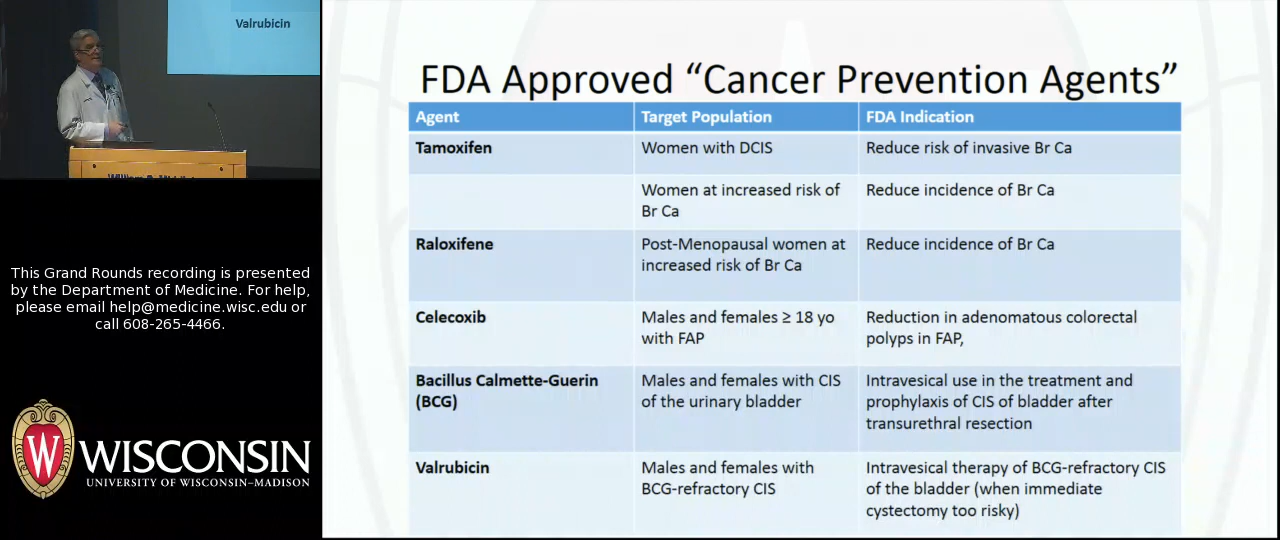 Valrubicin
This Grand Rounds recording is presented
by the Department of Medicine. For help,
please email help@medicine.wisc.edu or
call 608-265-4466.
W
WISCONSIN
UNIVERSITY OF WISCONSIN–MADISON
FDA Approved “Cancer Prevention Agents”
Agent Target Population FDA Indication
Tamoxifen Women with DCIS Reduce risk of invasive Br Ca
Women at increased risk of Reduce incidence of Br Ca
Br Ca
Raloxifene Post-Menopausal women at Reduce incidence of Br Ca
increased risk of Br Ca
Celecoxib Males and females ≥ 18 yo Reduction in adenomatous colorectal
with FAP polyps in FAP,
Bacillus Calmette-Guerin Males and females with CIS Intravesical use in the treatment and
(BCG) of the urinary bladder prophylaxis of CIS of bladder after
transurethral resection
Valrubicin Males and females with Intravesical therapy of BCG-refractory CIS
BCG-refractory CIS of the bladder (when immediate
cystectomy too risky)